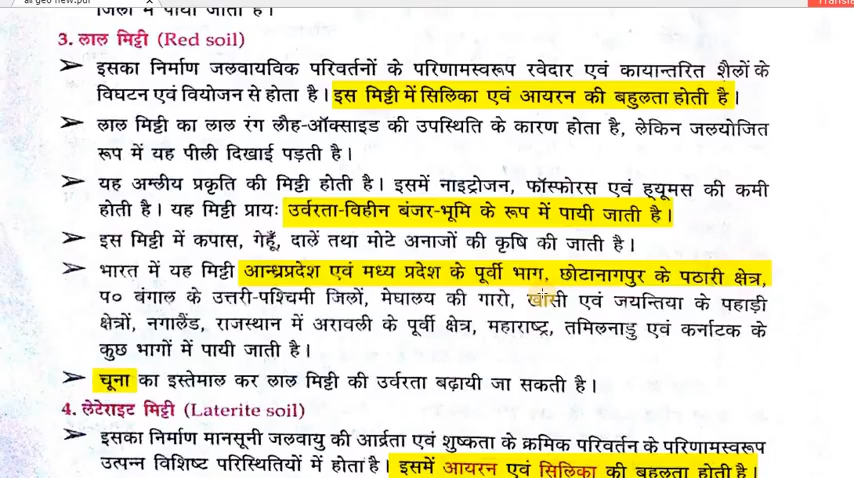 जिलों में पायी जाती है।
3. लाल मिट्टी (Red soil)
➤ इसका निर्माण जलवायविक परिवर्तनों के परिणामस्वरूप रवेदार एवं कायान्तरित शैलों के
विघटन एवं वियोजन से होता है। इस मिट्टी में सिलिका एवं आयरन की बहुलता होती है।
➤ लाल मिट्टी का लाल रंग लौह-ऑक्साइड की उपस्थिति के कारण होता है, लेकिन जलयोजित
रूप में यह पीली दिखाई पड़ती है।
➤ यह अम्लीय प्रकृति की मिट्टी होती है। इसमें नाइट्रोजन, फॉस्फोरस एवं ह्यूमस की कमी
होती है। यह मिट्टी प्रायः उर्वरता-विहीन बंजर-भूमि के रूप में पायी जाती है।
➤ इस मिट्टी में कपास, गेहूँ, दालें तथा मोटे अनाजों की कृषि की जाती है।
➤ भारत में यह मिट्टी आन्ध्रप्रदेश एवं मध्य प्रदेश के पूर्वी भाग, छोटानागपुर के पठारी क्षेत्र,
प० बंगाल के उत्तरी-पश्चिमी जिलों, मेघालय की गारो, खासी एवं जयन्तिया के पहाड़ी
क्षेत्रों, नगालैंड, राजस्थान में अरावली के पूर्वी क्षेत्र, महाराष्ट्र, तमिलनाडु एवं कर्नाटक के
कुछ भागों में पायी जाती है।
➤ चूना का इस्तेमाल कर लाल मिट्टी की उर्वरता बढ़ायी जा सकती है।
4. लेटेराइट मिट्टी (Laterite soil)
➤ इसका निर्माण मानसूनी जलवायु की आर्द्रता एवं शुष्कता के क्रमिक परिवर्तन के परिणामस्वरूप
उत्पन्न विशिष्ट परिस्थितियों में होता है। इसमें आयरन एवं सिलिका की बहुलता होती है।